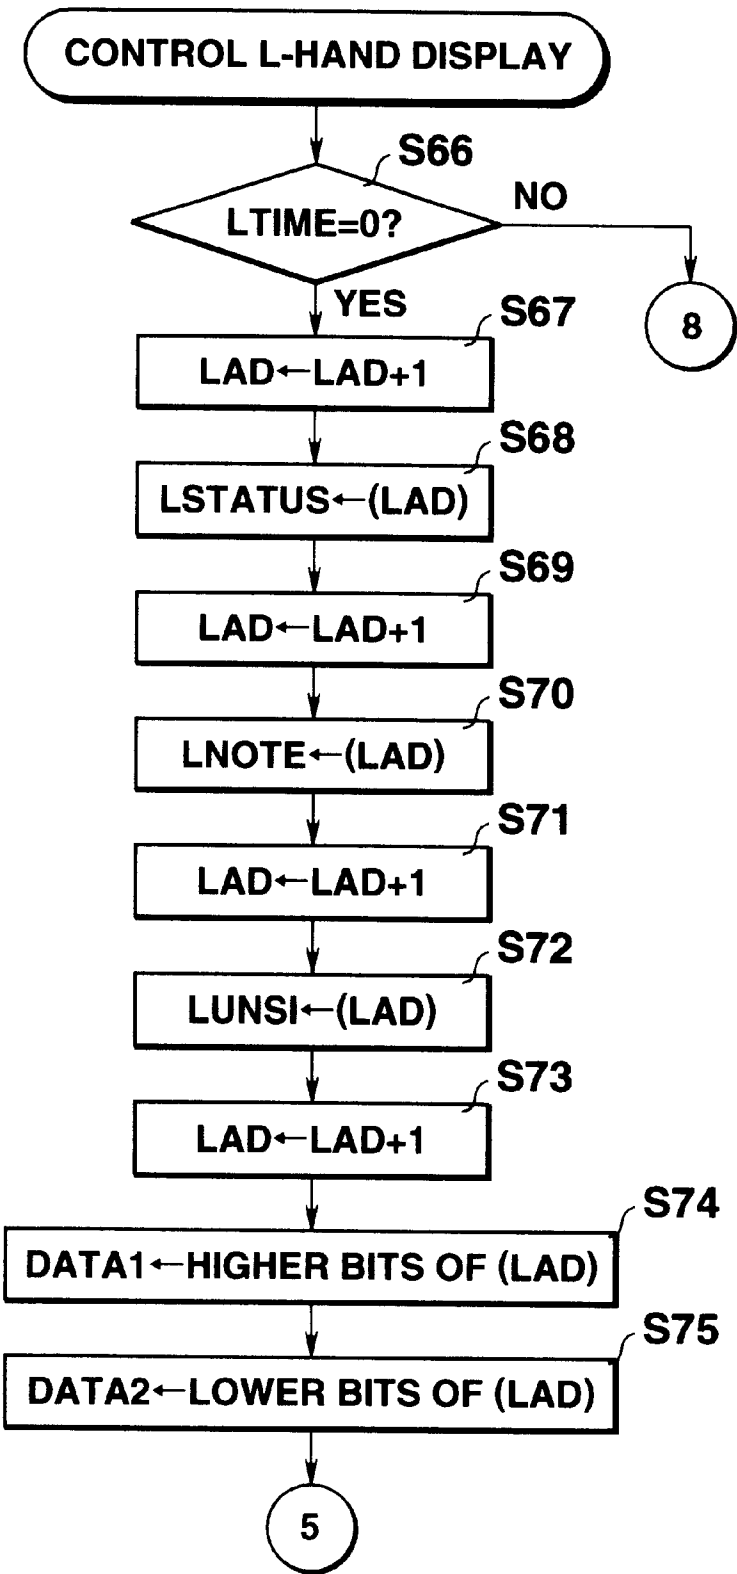 CONTROL L-HAND DISPLAY
S66
LTIME=0?
NO
8
YES
S67
LAD←LAD+1
S68
LSTATUS←(LAD)
S69
LAD←LAD+1
S70
LNOTE←(LAD)
S71
LAD←LAD+1
S72
LUNSI←(LAD)
S73
LAD←LAD+1
S74
DATA1←HIGHER BITS OF (LAD)
S75
DATA2←LOWER BITS OF (LAD)
5